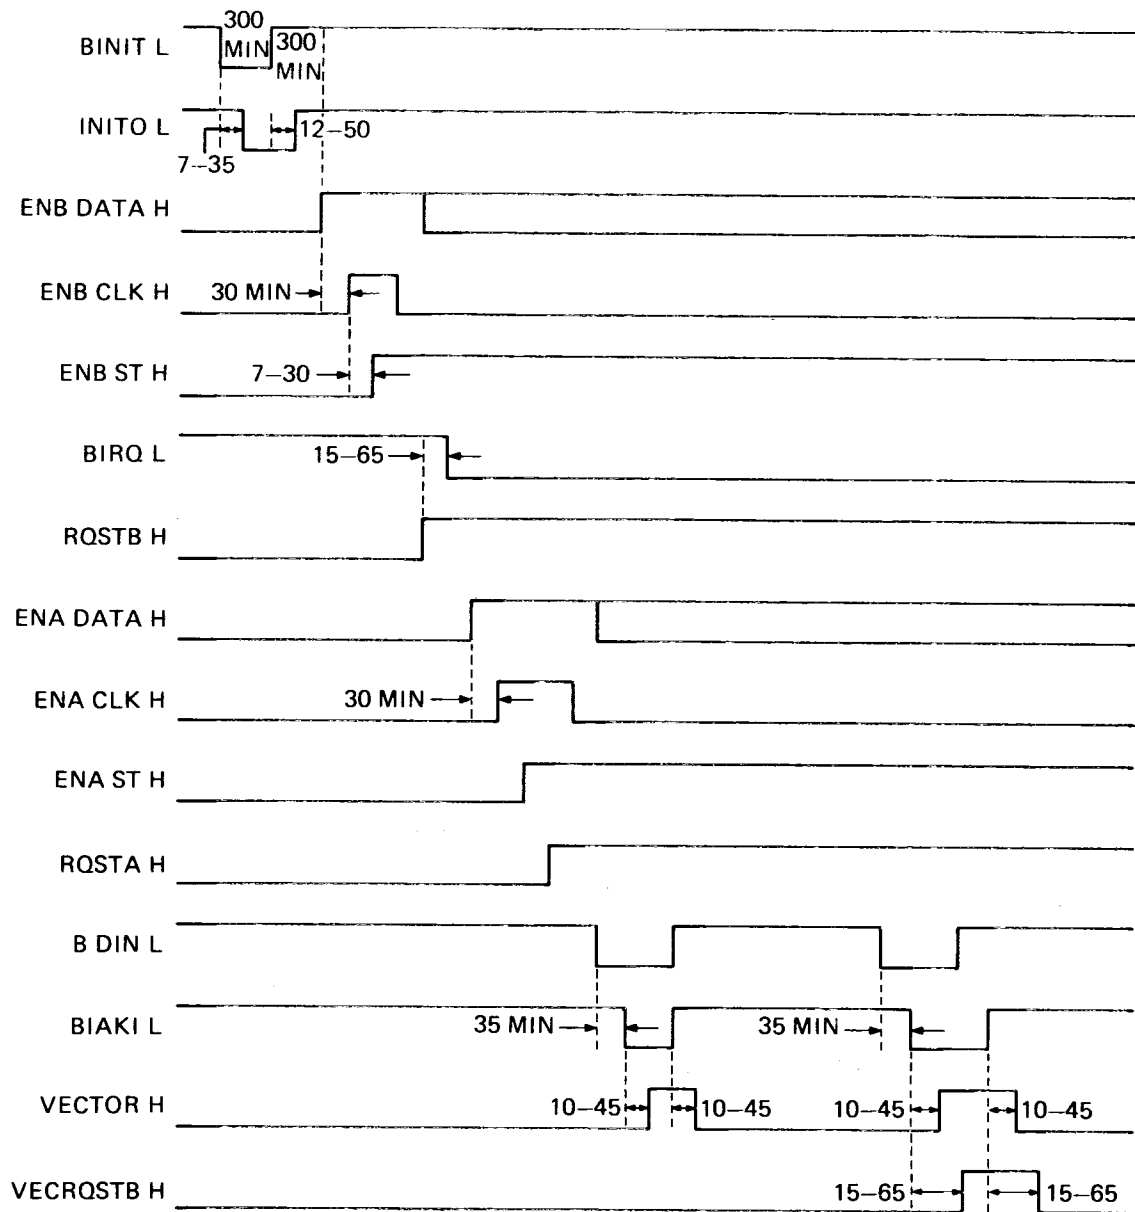 300
BINIT L
MIN
300
MIN
INITO L
12–50
7–35
ENB DATA H
ENB CLK H
30 MIN
ENB ST H
7–30
BIRQ L
15–65
RQSTB H
ENA DATA H
ENA CLK H
30 MIN
ENA ST H
RQSTA H
B DIN L
BIAKI L
35 MIN
35 MIN
VECTOR H
10–45
10–45
10–45
10–45
VECRQSTB H
15–65
15–65